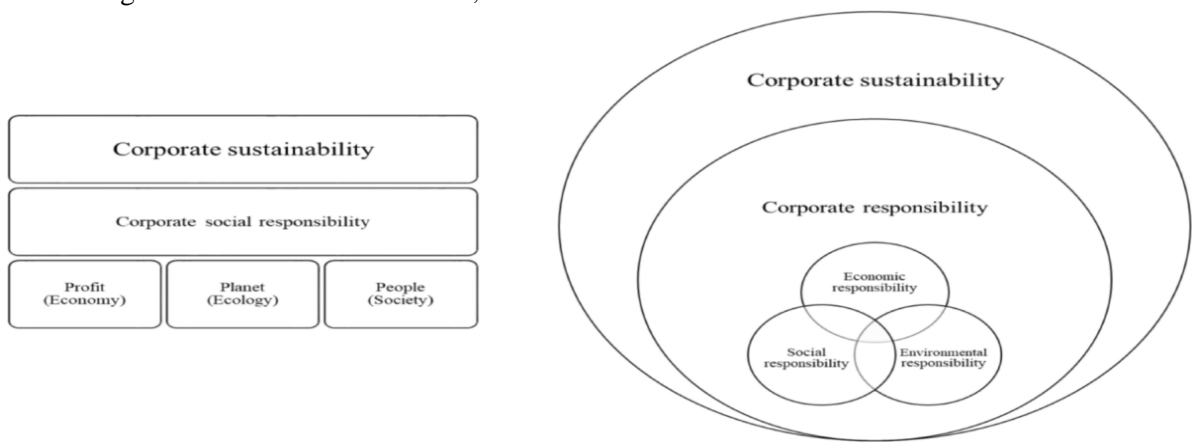 Corporate sustainability
Corporate social responsibility
Profit
(Economy)
Planet
(Ecology)
People
(Society)
Corporate sustainability
Corporate responsibility
Economic
responsibility
Social
responsibility
Environmental
responsibility